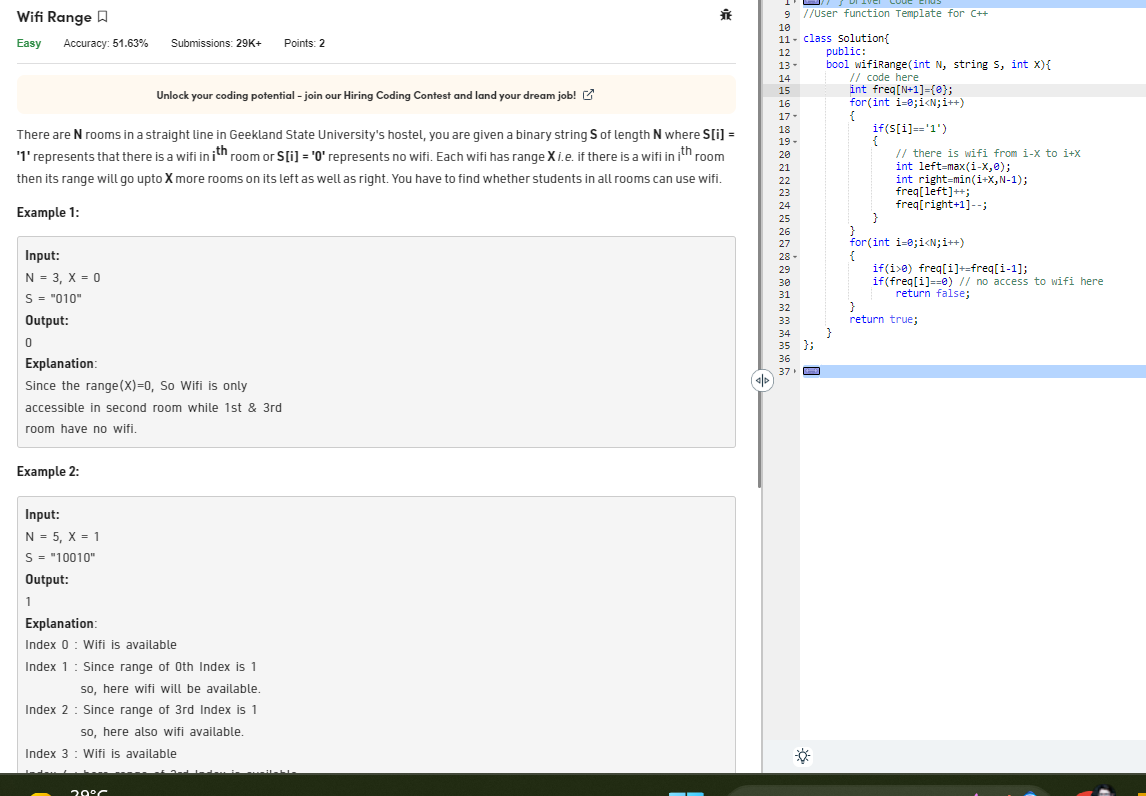 Wifi Range
Easy Accuracy: 51.63% Submissions: 29K+ Points: 2
Unlock your coding potential - join our Hiring Coding Contest and land your dream job!
There are N rooms in a straight line in Geekland State University's hostel, you are given a binary string S of length N where S[i] =
'1' represents that there is a wifi in ith room or S[i] = '0' represents no wifi. Each wifi has range X i.e. if there is a wifi in ith room
then its range will go upto X more rooms on its left as well as right. You have to find whether students in all rooms can use wifi.
Example 1:
Input:
N = 3, X = 0
S = "010"
Output:
0
Explanation:
Since the range(X)=0, So Wifi is only
accessible in second room while 1st & 3rd
room have no wifi.
Example 2:
Input:
N = 5, X = 1
S = "10010"
Output:
1
Explanation:
Index 0 : Wifi is available
Index 1 : Since range of 0th Index is 1
so, here wifi will be available.
Index 2 : Since range of 3rd Index is 1
so, here also wifi available.
Index 3 : Wifi is available
1 // } Driver Code Ends
9 //User function Template for C++
10
11 class Solution{
12 public:
13 bool wifiRange(int N, string S, int X){
14 // code here
15 int freq[N+1]={0};
16 for(int i=0;i<N;i++)
17 {
18 if(S[i]=='1')
19 {
20 // there is wifi from i-X to i+X
21 int left=max(i-X,0);
22 int right=min(i+X,N-1);
23 freq[left]++;
24 freq[right+1]--;
25 }
26 }
27 for(int i=0;i<N;i++)
28 {
29 if(i>0) freq[i]+=freq[i-1];
30 if(freq[i]==0) // no access to wifi here
31 return false;
32 }
33 return true;
34 }
35 };
36
37
29°C